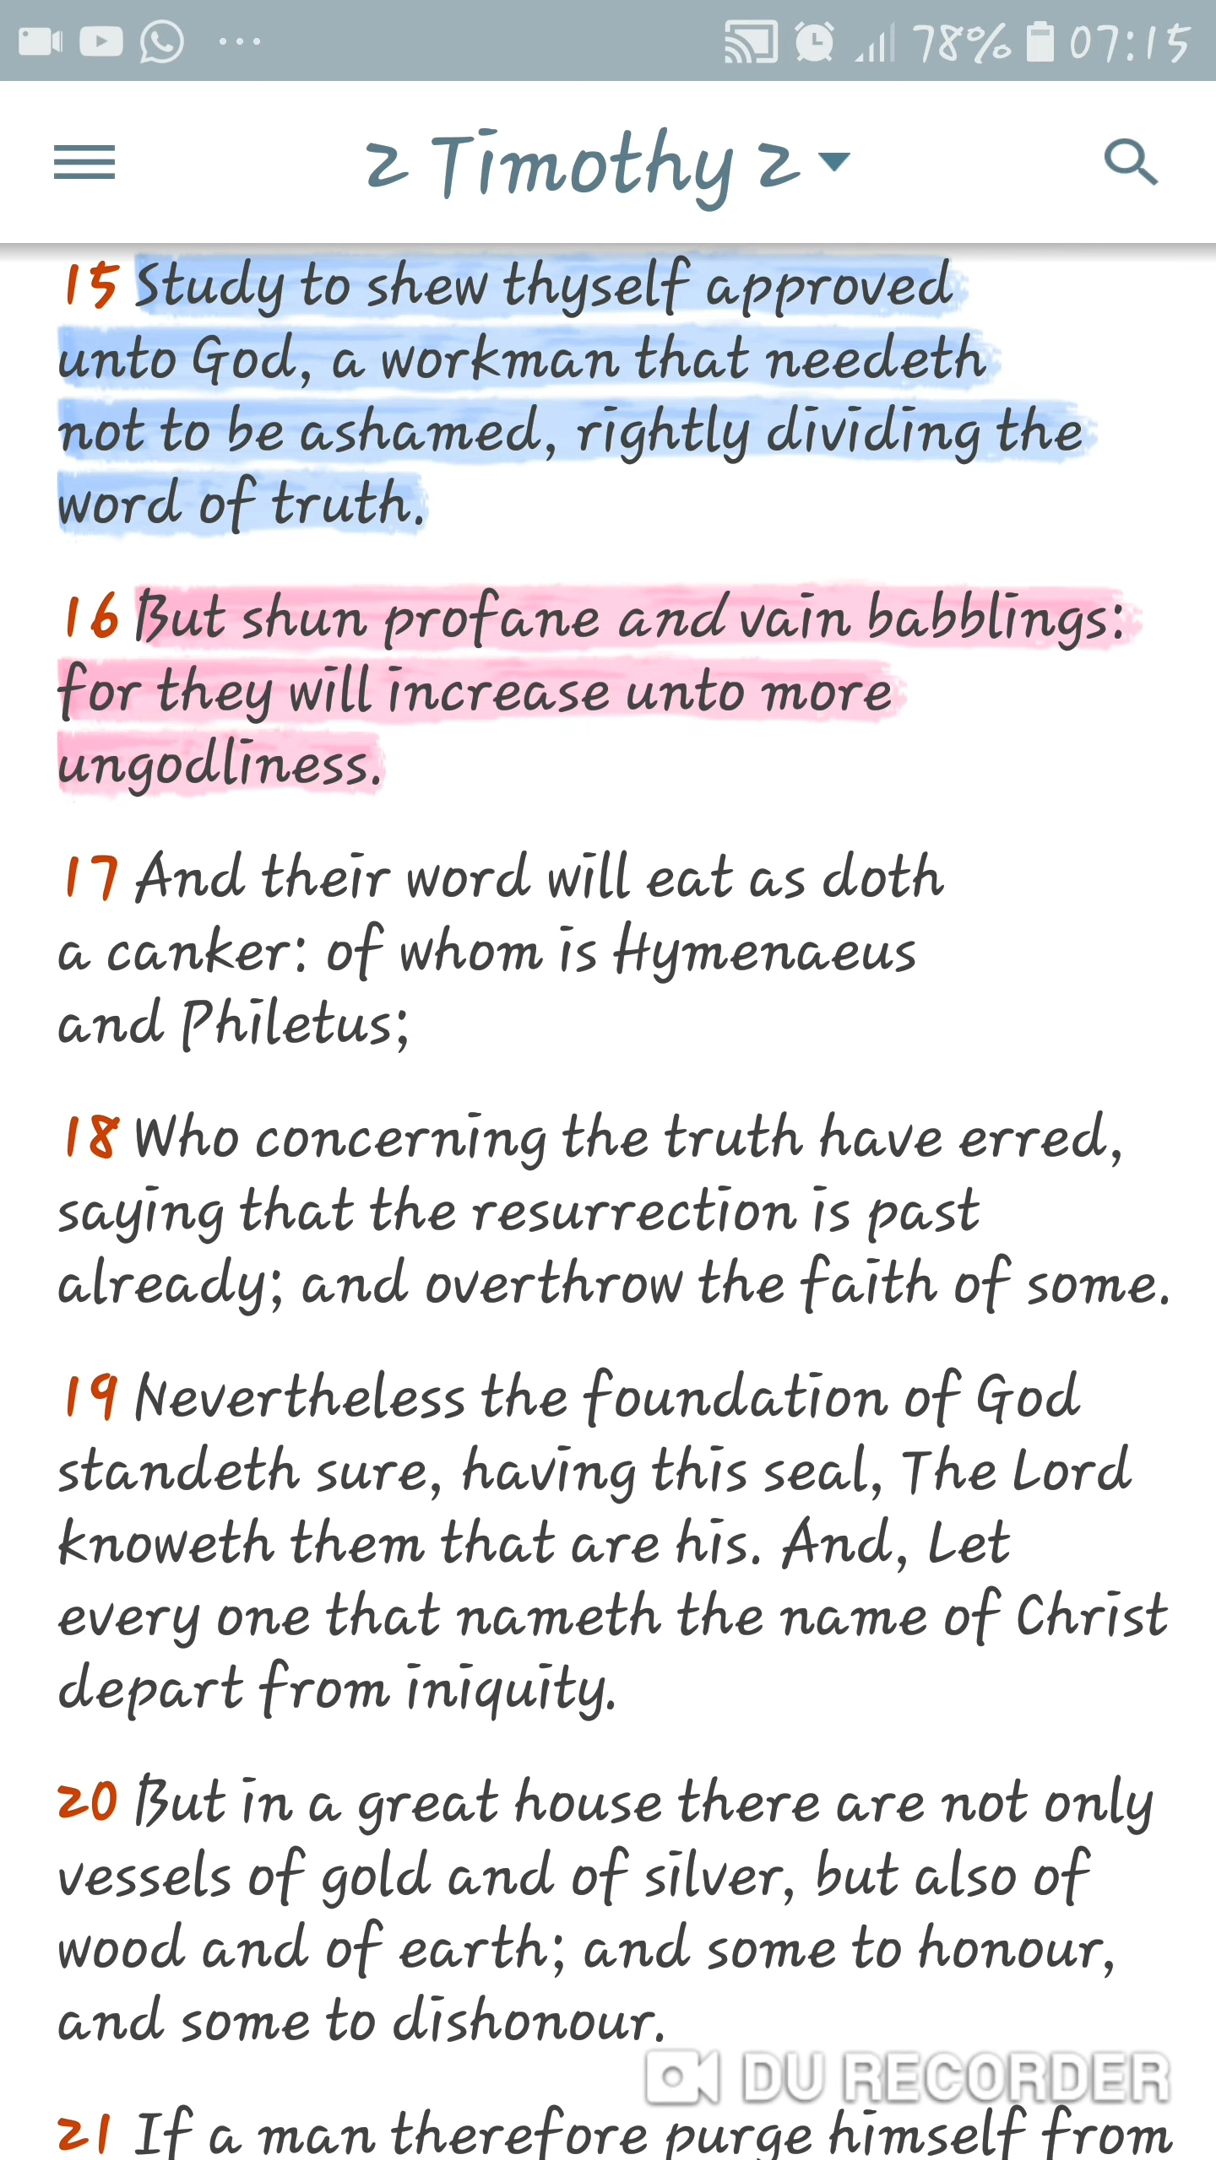 78% 07:15
2 Timothy 2
15 Study to shew thyself approved
unto God, a workman that needeth
not to be ashamed, rightly dividing the
word of truth.
16 But shun profane and vain babblings:
for they will increase unto more
ungodliness.
17 And their word will eat as doth
a canker: of whom is Hymenaeus
and Philetus;
18 Who concerning the truth have erred,
saying that the resurrection is past
already; and overthrow the faith of some.
19 Nevertheless the foundation of God
standeth sure, having this seal, The Lord
knoweth them that are his. And, Let
every one that nameth the name of Christ
depart from iniquity.
20 But in a great house there are not only
vessels of gold and of silver, but also of
wood and of earth; and some to honour,
and some to dishonour.
DU RECORDER
21 If a man therefore purge himself from